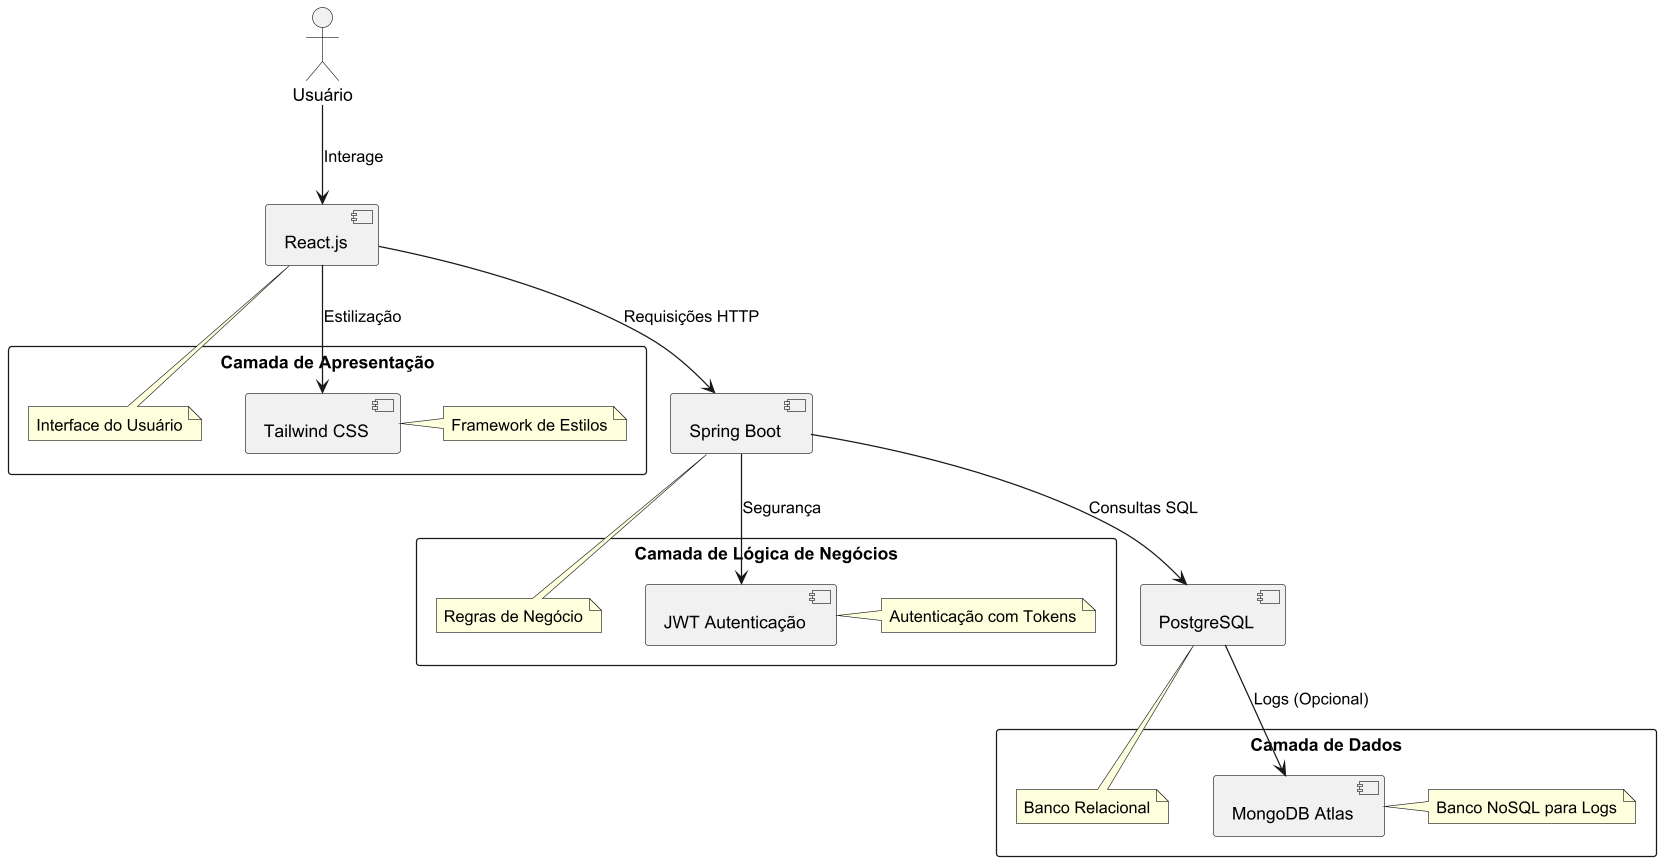 Usuário
Interage
React.js
Estilização
Requisições HTTP
Camada de Apresentação
Interface do Usuário
Tailwind CSS
Framework de Estilos
Spring Boot
Segurança
Consultas SQL
Camada de Lógica de Negócios
Regras de Negócio
JWT Autenticação
Autenticação com Tokens
PostgreSQL
Logs (Opcional)
Camada de Dados
Banco Relacional
MongoDB Atlas
Banco NoSQL para Logs